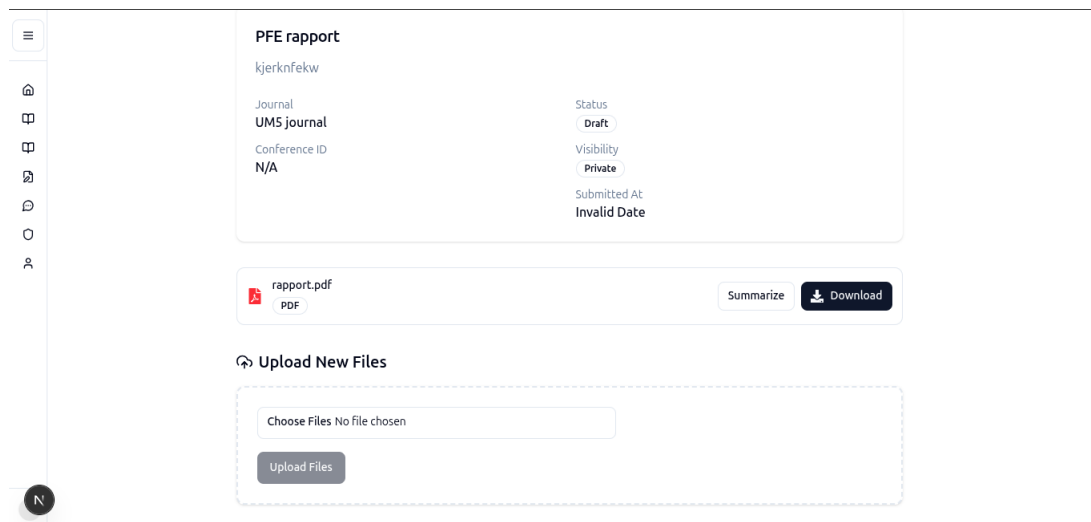 PFE rapport
kjerknfekw
Journal
UM5 journal
Conference ID
N/A
Status
Draft
Visibility
Private
Submitted At
Invalid Date
rapport.pdf
PDF
Summarize
Download
Upload New Files
Choose Files No file chosen
Upload Files
N